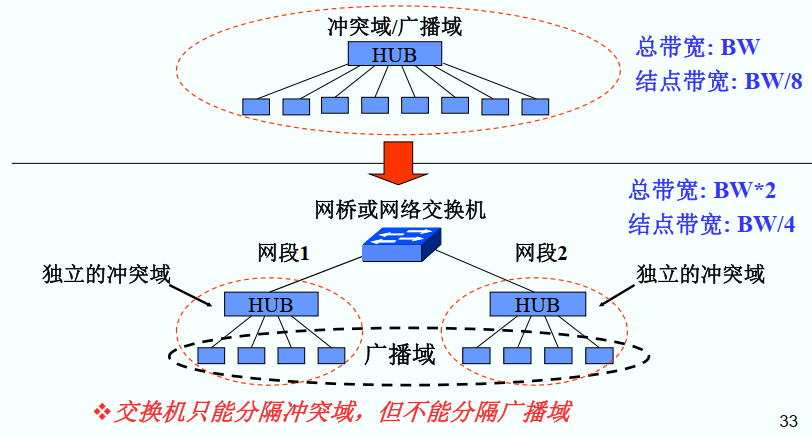 冲突域/广播域
HUB
总带宽: BW
结点带宽: BW/8
总带宽: BW*2
结点带宽: BW/4
网桥或网络交换机
网段1
网段2
独立的冲突域
独立的冲突域
HUB
HUB
广播域
❖交换机只能分隔冲突域，但不能分隔广播域
33